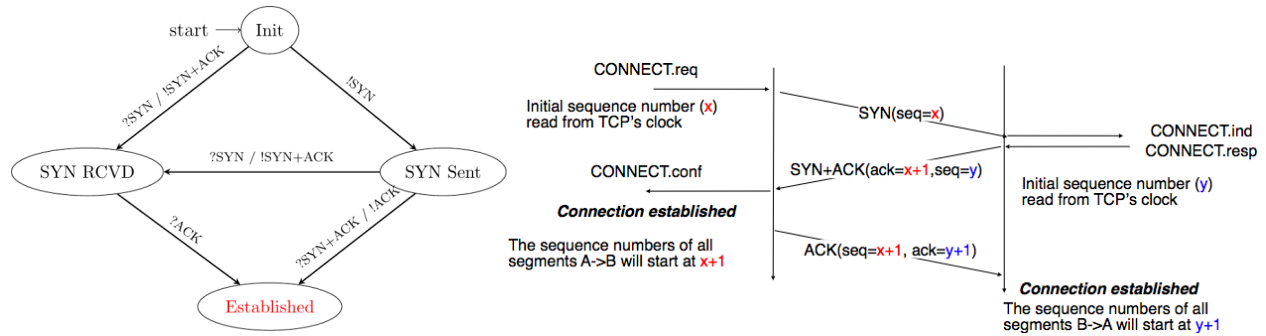 start
Init
?SYN / !SYN+ACK
!SYN
?SYN / !SYN+ACK
SYN RCVD
SYN Sent
?ACK
?SYN+ACK / !ACK
Established
CONNECT.req
Initial sequence number (x)
read from TCP's clock
SYN(seq=x)
CONNECT.ind
CONNECT.resp
SYN+ACK(ack=x+1,seq=y)
CONNECT.conf
Initial sequence number (y)
read from TCP's clock
Connection established
The sequence numbers of all
segments A->B will start at x+1
ACK(seq=x+1, ack=y+1)
Connection established
The sequence numbers of all
segments B->A will start at y+1